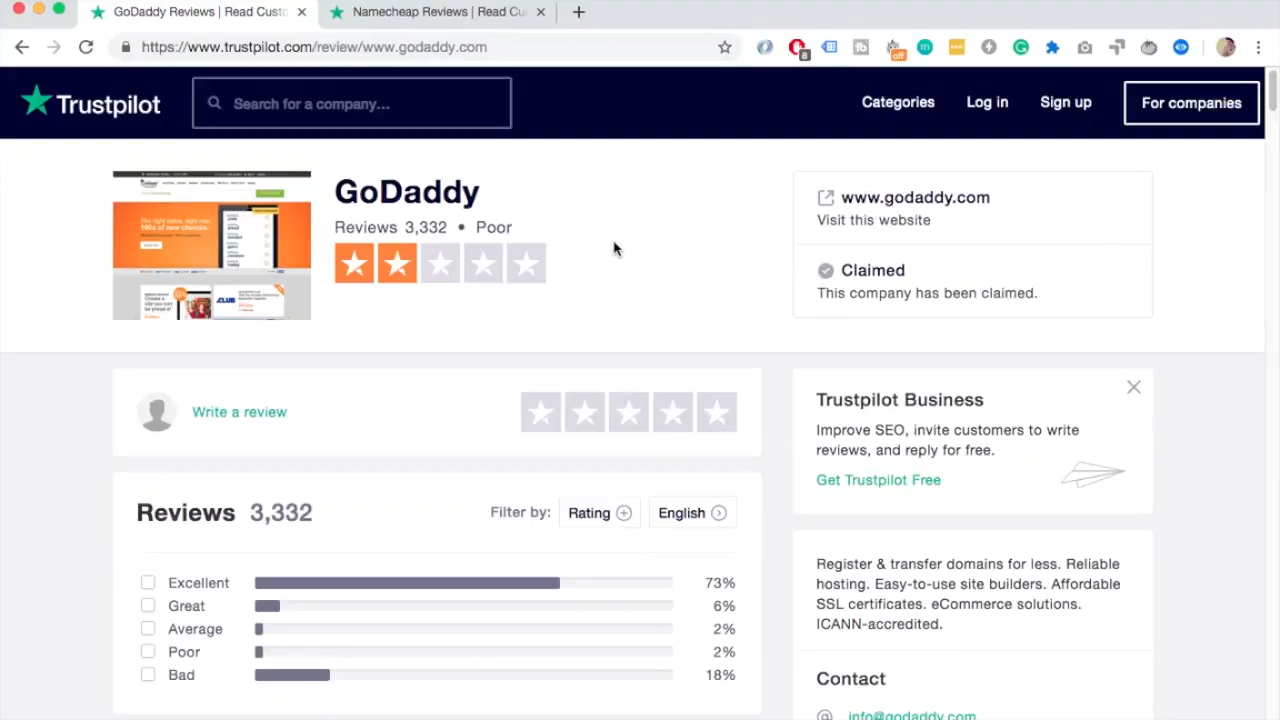 GoDaddy Reviews | Read Custo
Namecheap Reviews | Read Cu
https://www.trustpilot.com/review/www.godaddy.com
8
off
Trustpilot
Search for a company...
Categories
Log in
Sign up
For companies
GoDaddy
Reviews 3,332 • Poor
www.godaddy.com
Visit this website
Claimed
This company has been claimed.
.CLUB
Write a review
Trustpilot Business
Improve SEO, invite customers to write
reviews, and reply for free.
Get Trustpilot Free
Reviews 3,332
Filter by:
Rating
English
Excellent 73%
Great 6%
Average 2%
Poor 2%
Bad 18%
Register & transfer domains for less. Reliable
hosting. Easy-to-use site builders. Affordable
SSL certificates. eCommerce solutions.
ICANN-accredited.
Contact
info@godaddy.com